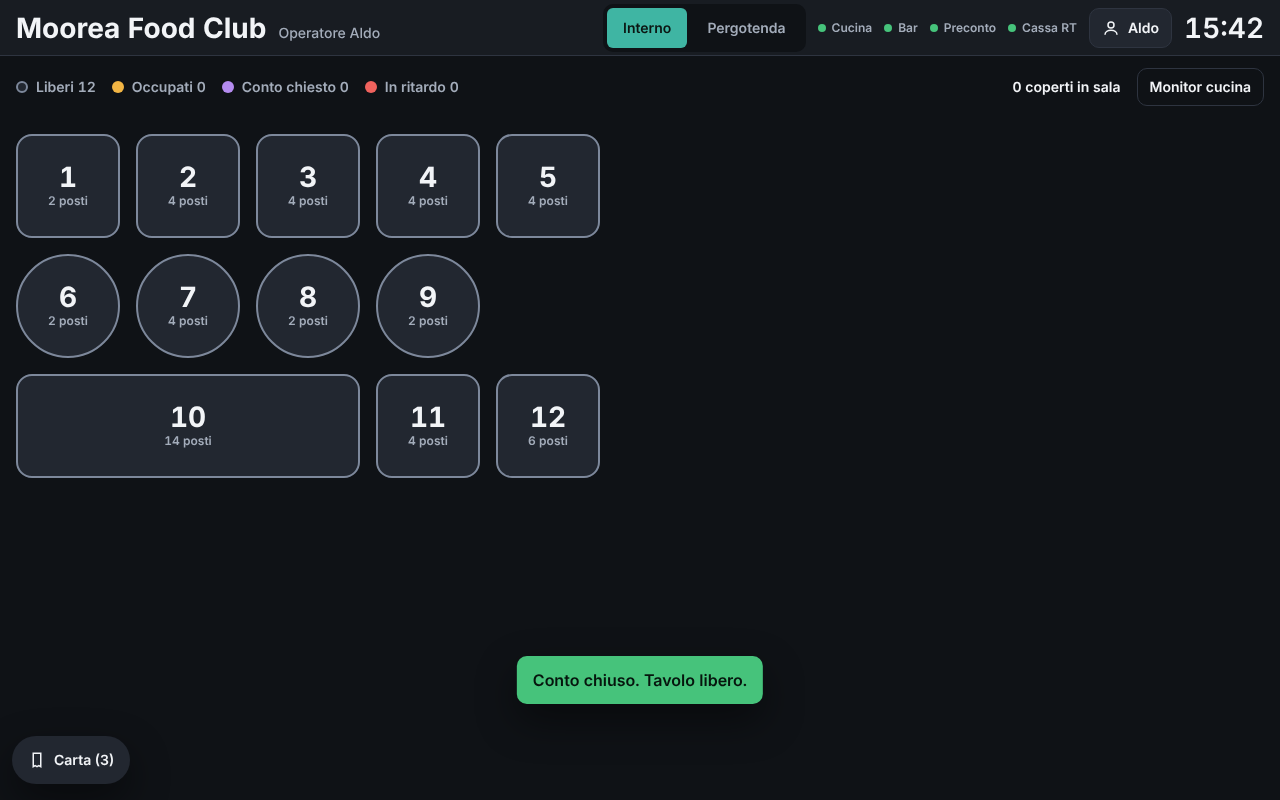 Moorea Food Club Operatore Aldo Interno Pergotenda Cucina Bar Preconto Cassa RT Aldo 15:42
Liberi 12 Occupati 0 Conto chiesto 0 In ritardo 0 0 coperti in sala Monitor cucina
1 2 3 4 5
2 posti 4 posti 4 posti 4 posti 4 posti
6 7 8 9
2 posti 4 posti 2 posti 2 posti
10 11 12
14 posti 4 posti 6 posti
Conto chiuso. Tavolo libero.
Carta (3)